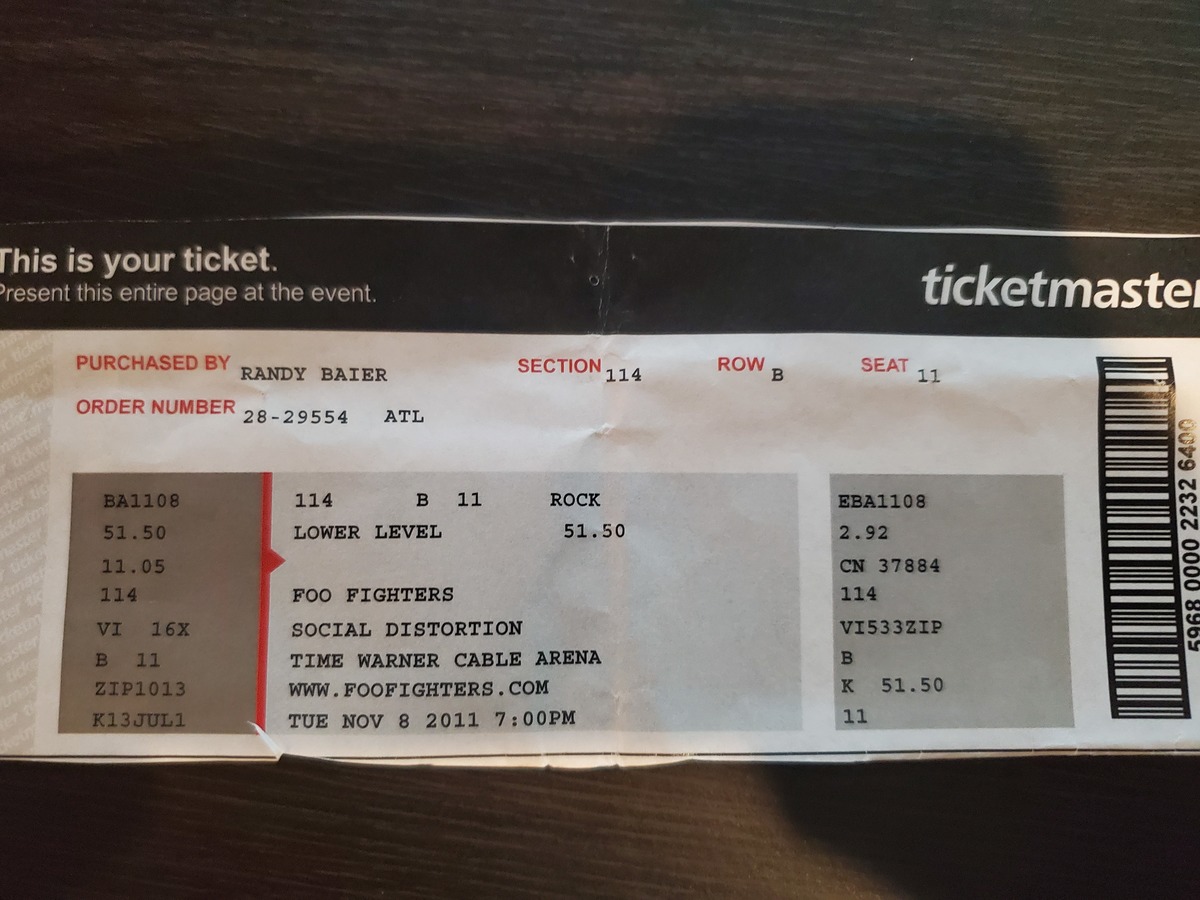 This is your ticket.
Present this entire page at the event.
ticketmaster
PURCHASED BY RANDY BAIER SECTION 114 ROW B SEAT 11
ORDER NUMBER 28-29554 ATL
BA1108
51.50
11.05
114
VI 16X
B 11
ZIP1013
K13JUL1
114 B 11 ROCK
LOWER LEVEL 51.50
FOO FIGHTERS
SOCIAL DISTORTION
TIME WARNER CABLE ARENA
WWW.FOOFIGHTERS.COM
TUE NOV 8 2011 7:00PM
EBA1108
2.92
CN 37884
114
VI533ZIP
B
K 51.50
11
5968 0000 2232 6400